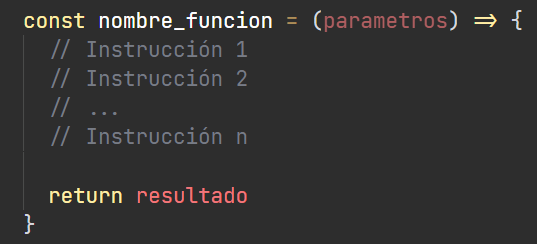 const nombre_funcion = (parametros) => {
// Instrucción 1
// Instrucción 2
// ...
// Instrucción n
return resultado
}